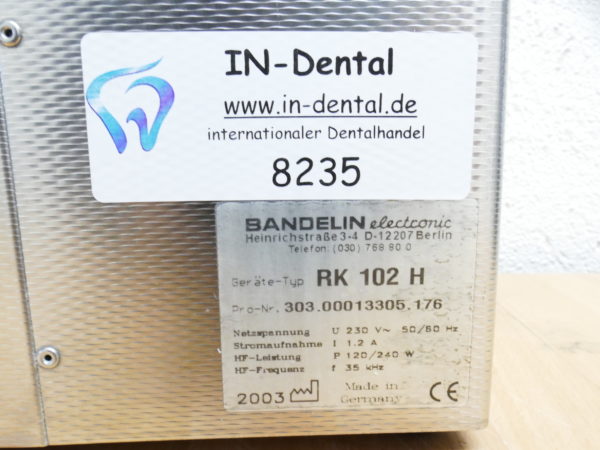 IN-Dental
www.in-dental.de
internationaler Dentalhandel
8235
BANDELIN electronic
Heinrichstraße 3-4 D-12207 Berlin
Telefon: (030) 768 80 0
Geräte-Typ RK 102 H
Pro-Nr. 303.00013305.176
Netzspannung U 230 V~ 50/60 Hz
Stromaufnahme I 1.2 A
HF-Leistung P 120/240 W
HF-Frequenz f 35 kHz
2003 Made in Germany CE